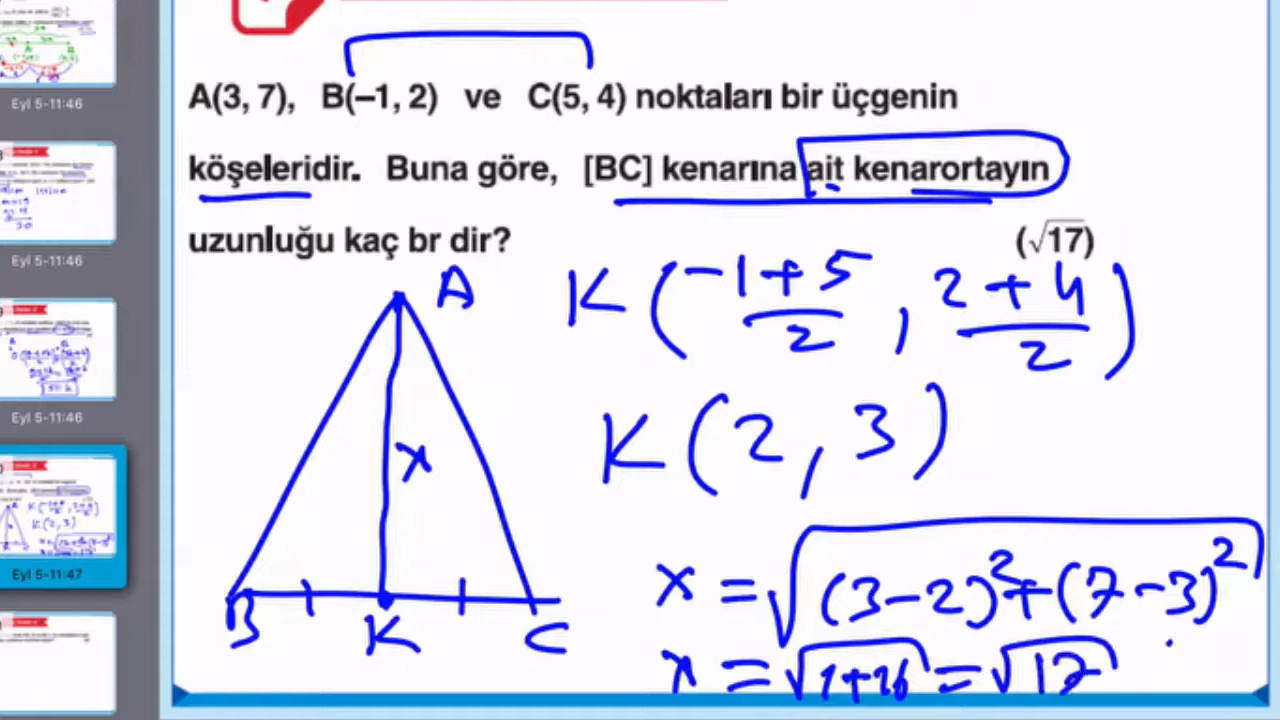 A(3, 7), B(–1, 2) ve C(5, 4) noktaları bir üçgenin
köşeleridir. Buna göre, [BC] kenarına ait kenarortayın
uzunluğu kaç br dir? (√17)
A
K(-1+5/2, 2+4/2)
x
K(2, 3)
B K C
x = √(3-2)²+(7-3)²
x = √1+16 = √17
Eyl 5-11:46
Eyl 5-11:46
Eyl 5-11:46
Eyl 5-11:47